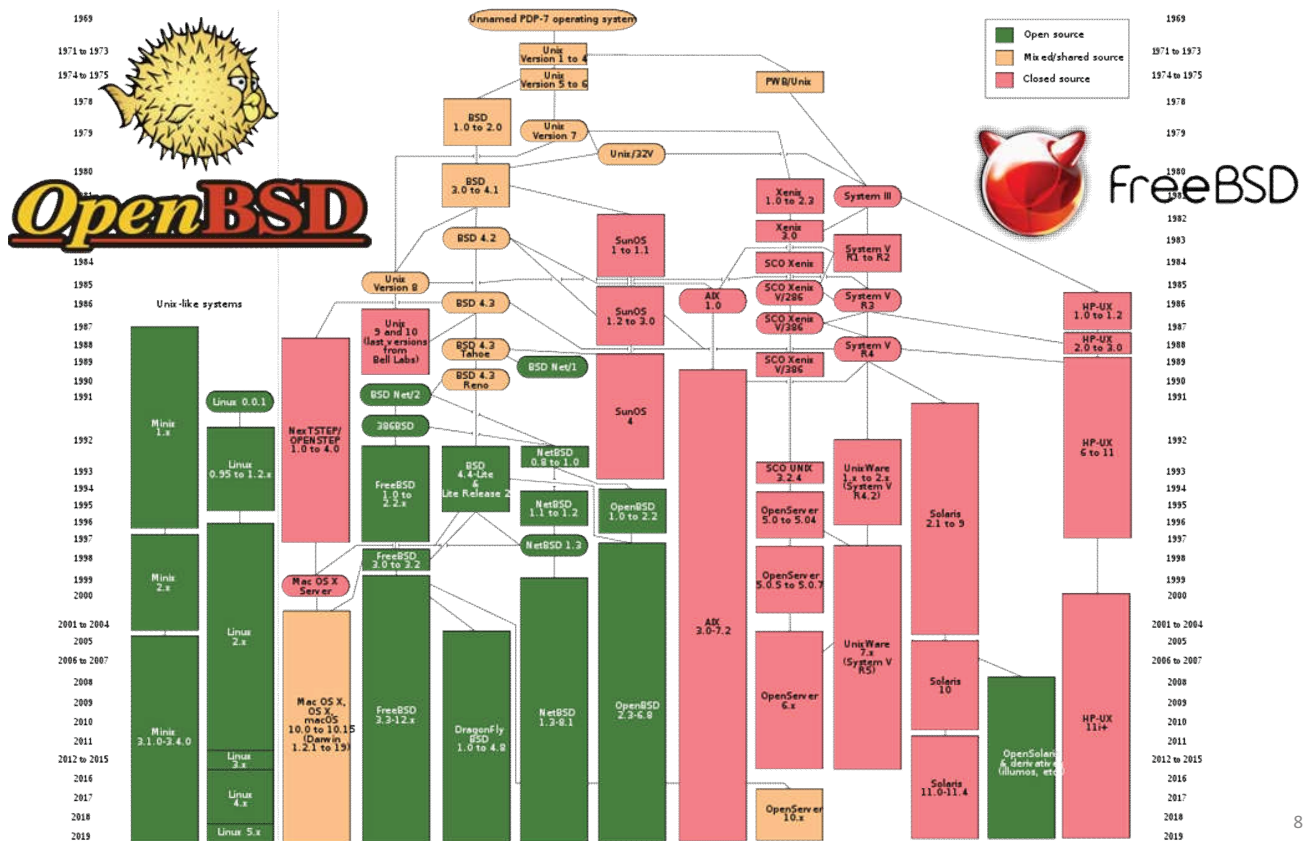 1969
1971 to 1973
1974 to 1975
1978
1979
1980
1984
1985
1986
1987
1988
1989
1990
1991
1992
1993
1994
1995
1996
1997
1998
1999
2000
2001 to 2004
2005
2006 to 2007
2008
2009
2010
2011
2012 to 2015
2016
2017
2018
2019
OpenBSD
Unix-like systems
Minix
1.x
Minix
2.x
Minix
3.1.0-3.4.0
Linux 0.0.1
Linux
0.95 to 1.2.x
Linux
2.x
Linux
3.x
Linux
4.x
Linux 5.x
Unnamed PDP-7 operating system
Unix
Version 1 to 4
Unix
Version 5 to 6
PWB/Unix
BSD
1.0 to 2.0
Unix
Version 7
Unix/32V
BSD
3.0 to 4.1
BSD 4.2
Unix
Version 8
BSD 4.3
Unix
9 and 10
(last versions
from
Bell Labs)
BSD 4.3
Tahoe
BSD Net/1
BSD 4.3
Reno
BSD Net/2
386BSD
NexTSTEP/
OPENSTEP
1.0 to 4.0
Mac OS X
Server
Mac OS X,
OS X,
macOS
10.0 to 10.15
(Darwin
1.2.1 to 19)
FreeBSD
1.0 to
2.2.x
FreeBSD
3.0 to 3.2
FreeBSD
3.3-12.x
BSD
4.4-Lite
&
Lite Release 2
DragonFly
BSD
1.0 to 4.8
NetBSD
0.8 to 1.0
NetBSD
1.1 to 1.2
NetBSD 1.3
NetBSD
1.3-8.1
OpenBSD
1.0 to 2.2
OpenBSD
2.3-6.8
SunOS
1 to 1.1
SunOS
1.2 to 3.0
SunOS
4
AIX
1.0
AIX
3.0-7.2
Xenix
1.0 to 2.3
Xenix
3.0
SCO Xenix
SCO Xenix
V/286
SCO Xenix
V/386
SCO Xenix
V/386
SCO UNIX
3.2.4
OpenServer
5.0 to 5.04
OpenServer
5.0.5 to 5.0.7
OpenServer
6.x
OpenServer
10.x
System III
System V
R1 to R2
System V
R3
System V
R4
UnixWare
1.x to 2.x
(System V
R4.2)
UnixWare
7.x
(System V
R5)
Solaris
2.1 to 9
Solaris
10
Solaris
11.0-11.4
OpenSolaris
& derivatives
(illumos, etc.)
HP-UX
1.0 to 1.2
HP-UX
2.0 to 3.0
HP-UX
6 to 11
HP-UX
11i+
Open source
Mixed/shared source
Closed source
FreeBSD
1969
1971 to 1973
1974 to 1975
1978
1979
1980
1981
1982
1983
1984
1985
1986
1987
1988
1989
1990
1991
1992
1993
1994
1995
1996
1997
1998
1999
2000
2001 to 2004
2005
2006 to 2007
2008
2009
2010
2011
2012 to 2015
2016
2017
2018
2019
8